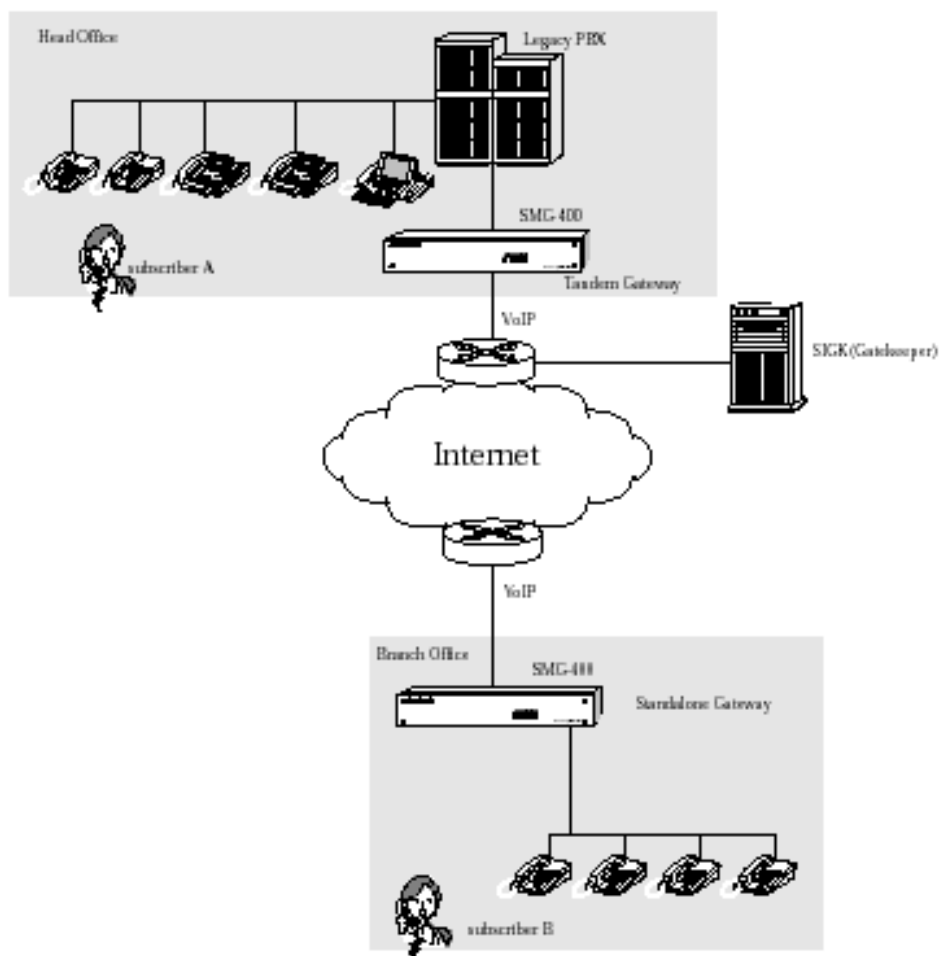 Head Office
Legacy PBX
SMG-400
subscriber A
Tandem Gateway
VoIP
SIGK(Gatekeeper)
Internet
VoIP
Branch Office
SMG-400
Standalone Gateway
subscriber B